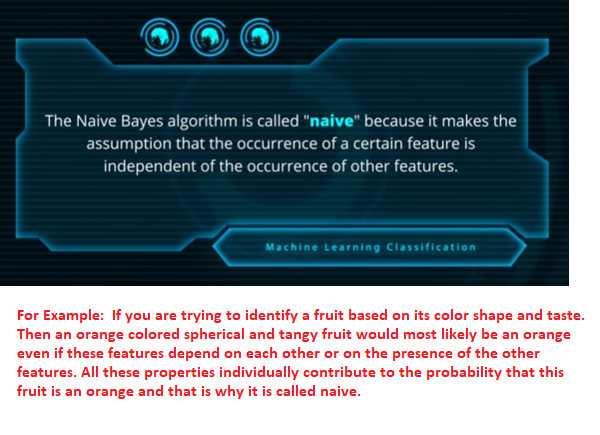 The Naive Bayes algorithm is called "naive" because it makes the
assumption that the occurrence of a certain feature is
independent of the occurrence of other features.
Machine Learning Classification
For Example:  If you are trying to identify a fruit based on its color shape and taste.
Then an orange colored spherical and tangy fruit would most likely be an orange
even if these features depend on each other or on the presence of the other
features. All these properties individually contribute to the probability that this
fruit is an orange and that is why it is called naive.